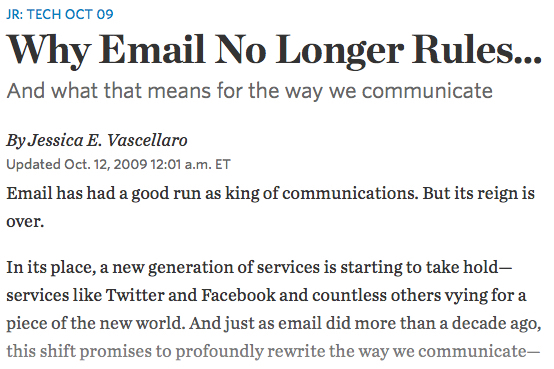 JR: TECH OCT 09
Why Email No Longer Rules...
And what that means for the way we communicate
By Jessica E. Vascellaro
Updated Oct. 12, 2009 12:01 a.m. ET
Email has had a good run as king of communications. But its reign is
over.
In its place, a new generation of services is starting to take hold—
services like Twitter and Facebook and countless others vying for a
piece of the new world. And just as email did more than a decade ago,
this shift promises to profoundly rewrite the way we communicate—